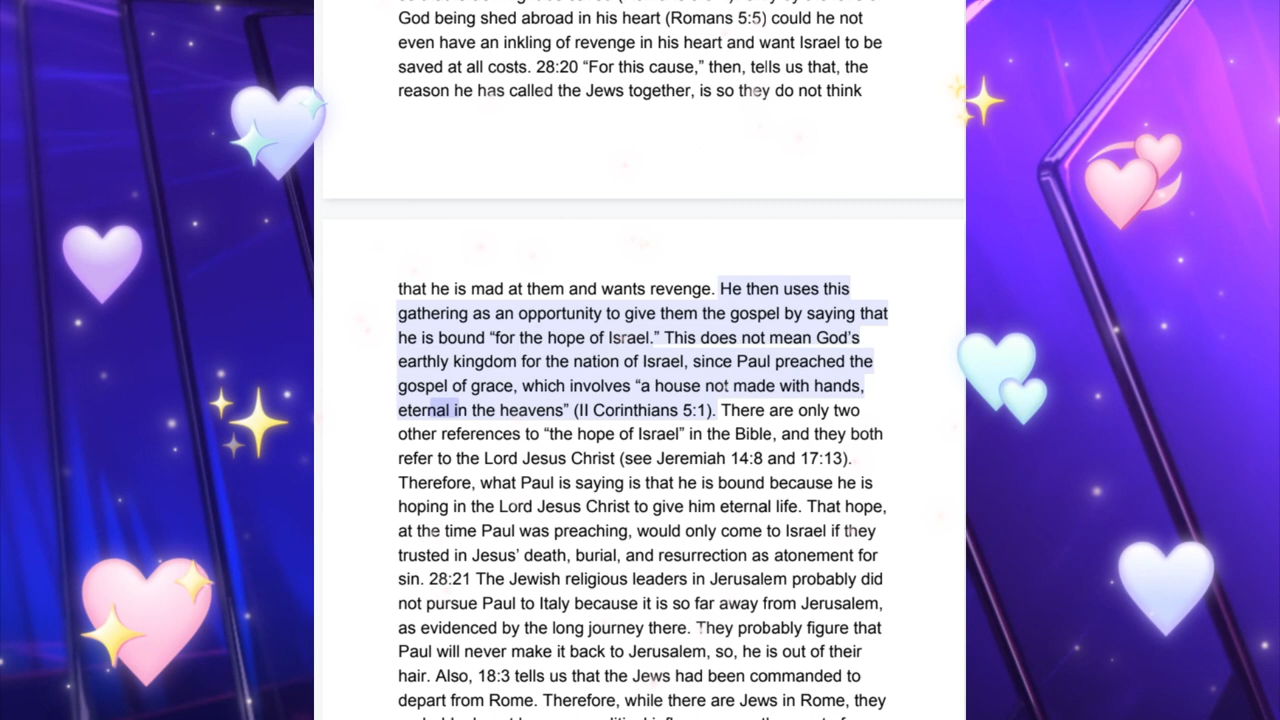 God being shed abroad in his heart (Romans 5:5) could he not
even have an inkling of revenge in his heart and want Israel to be
saved at all costs. 28:20 “For this cause,” then, tells us that, the
reason he has called the Jews together, is so they do not think
that he is mad at them and wants revenge. He then uses this
gathering as an opportunity to give them the gospel by saying that
he is bound “for the hope of Israel.” This does not mean God’s
earthly kingdom for the nation of Israel, since Paul preached the
gospel of grace, which involves “a house not made with hands,
eternal in the heavens” (II Corinthians 5:1). There are only two
other references to “the hope of Israel” in the Bible, and they both
refer to the Lord Jesus Christ (see Jeremiah 14:8 and 17:13).
Therefore, what Paul is saying is that he is bound because he is
hoping in the Lord Jesus Christ to give him eternal life. That hope,
at the time Paul was preaching, would only come to Israel if they
trusted in Jesus’ death, burial, and resurrection as atonement for
sin. 28:21 The Jewish religious leaders in Jerusalem probably did
not pursue Paul to Italy because it is so far away from Jerusalem,
as evidenced by the long journey there. They probably figure that
Paul will never make it back to Jerusalem, so, he is out of their
hair. Also, 18:3 tells us that the Jews had been commanded to
depart from Rome. Therefore, while there are Jews in Rome, they